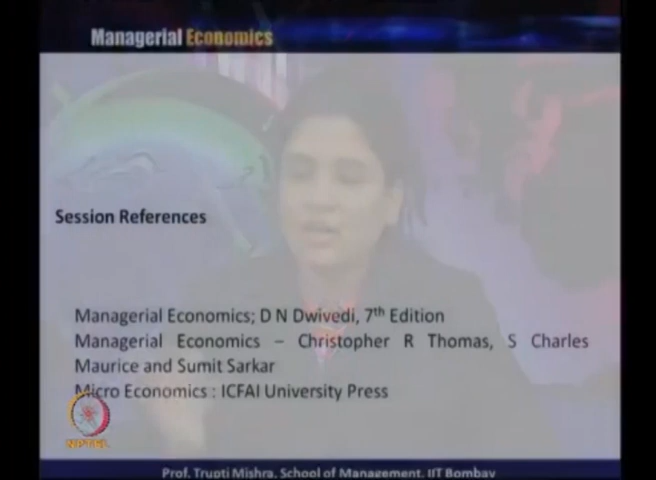 Managerial Economics
Session References
Managerial Economics; D N Dwivedi, 7th Edition
Managerial Economics – Christopher R Thomas, S Charles
Maurice and Sumit Sarkar
Micro Economics : ICFAI University Press
NPTEL
Prof. Trupti Mishra, School of Management, IIT Bombay